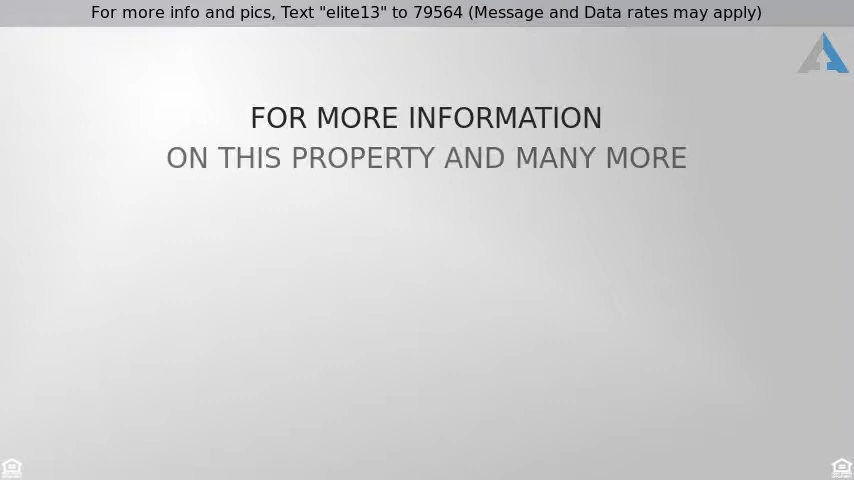 For more info and pics, Text "elite13" to 79564 (Message and Data rates may apply)
FOR MORE INFORMATION
ON THIS PROPERTY AND MANY MORE